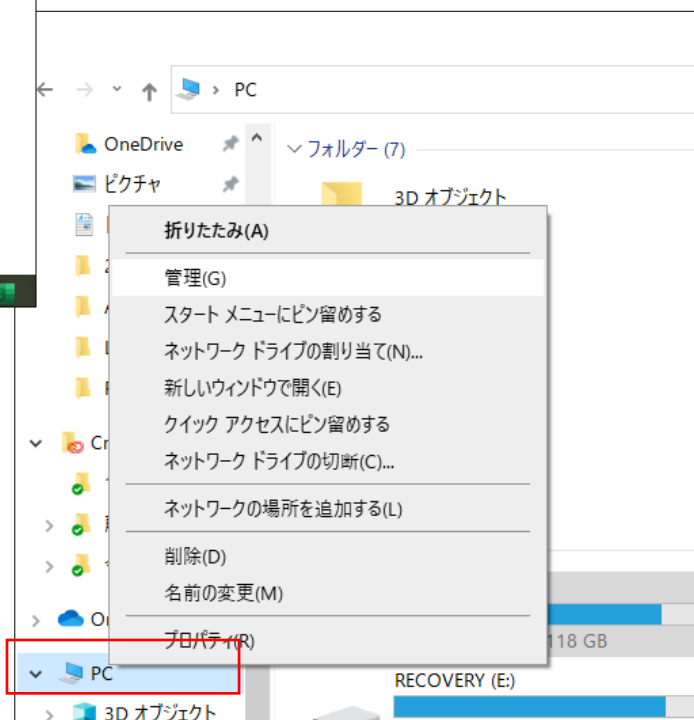 PC
OneDrive
ピクチャ
フォルダー (7)
3D オブジェクト
折りたたみ(A)
管理(G)
スタート メニューにピン留めする
ネットワーク ドライブの割り当て(N)...
新しいウィンドウで開く(E)
クイック アクセスにピン留めする
ネットワーク ドライブの切断(C)...
ネットワークの場所を追加する(L)
削除(D)
名前の変更(M)
プロパティ(R)
118 GB
PC
RECOVERY (E:)
3D オブジェクト